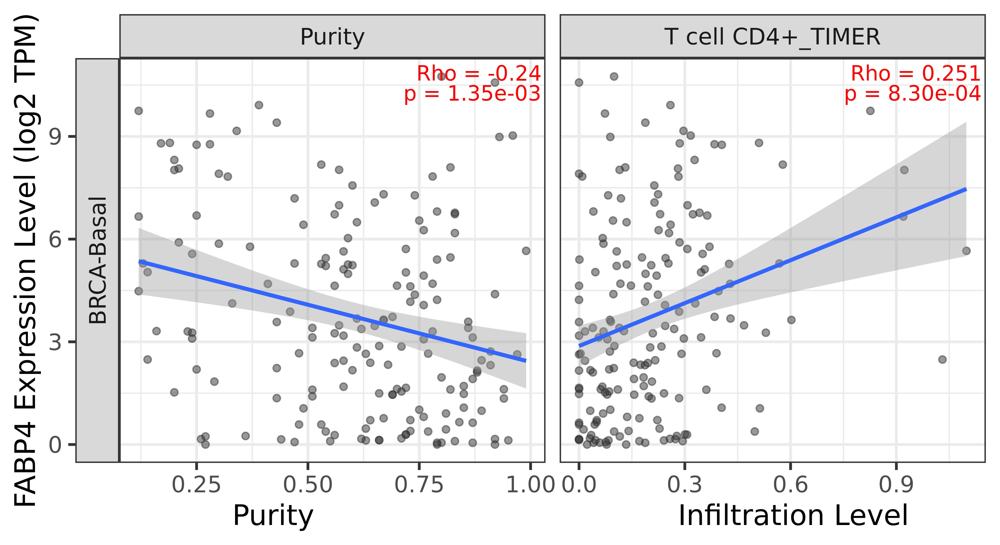 Purity
T cell CD4+_TIMER
Rho = -0.24
p = 1.35e-03
Rho = 0.251
p = 8.30e-04
FABP4 Expression Level (log2 TPM)
BRCA-Basal
9
6
3
0
0.25 0.50 0.75 1.00
0.0 0.3 0.6 0.9
Purity
Infiltration Level